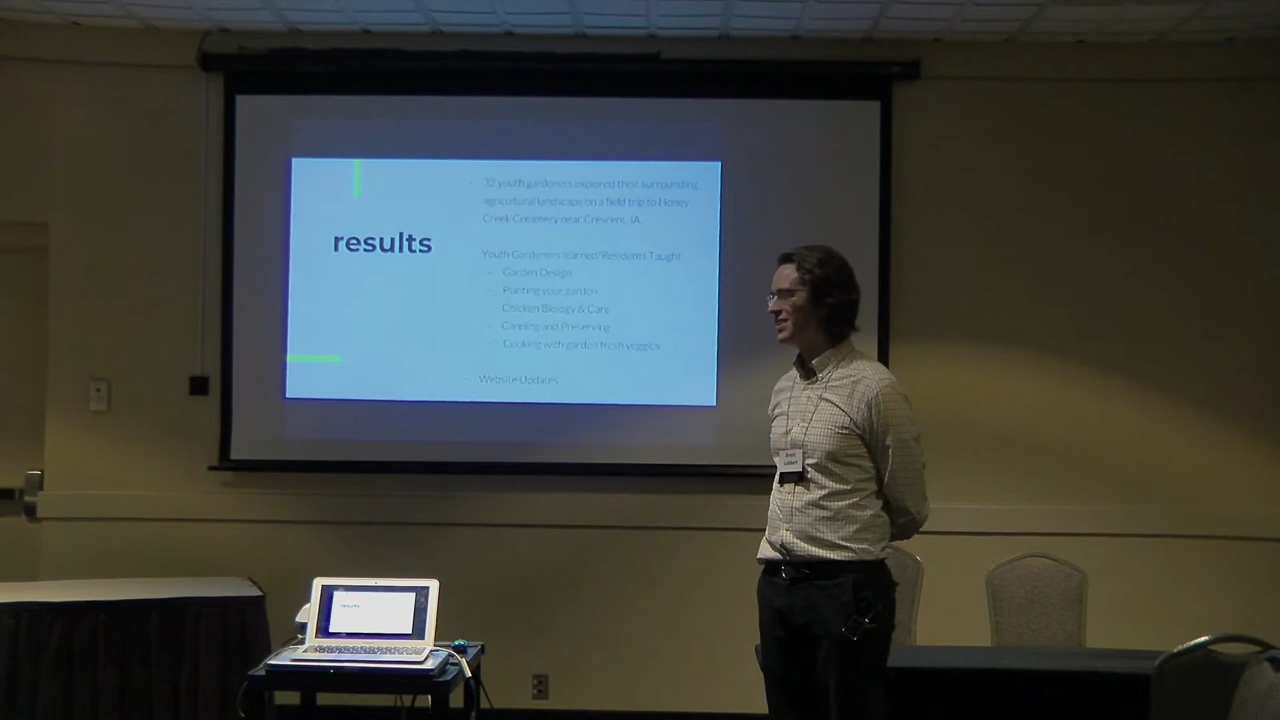 results
- 32 youth gardeners explored their surrounding
agricultural landscape on a field trip to Honey
Creek Creamery near Crescent, IA
Youth Gardeners learned/Residents Taught
- Garden Design
- Planting your garden
Chicken Biology & Care
- Canning and Preserving
- Cooking with garden fresh veggies
- Website Updates
results